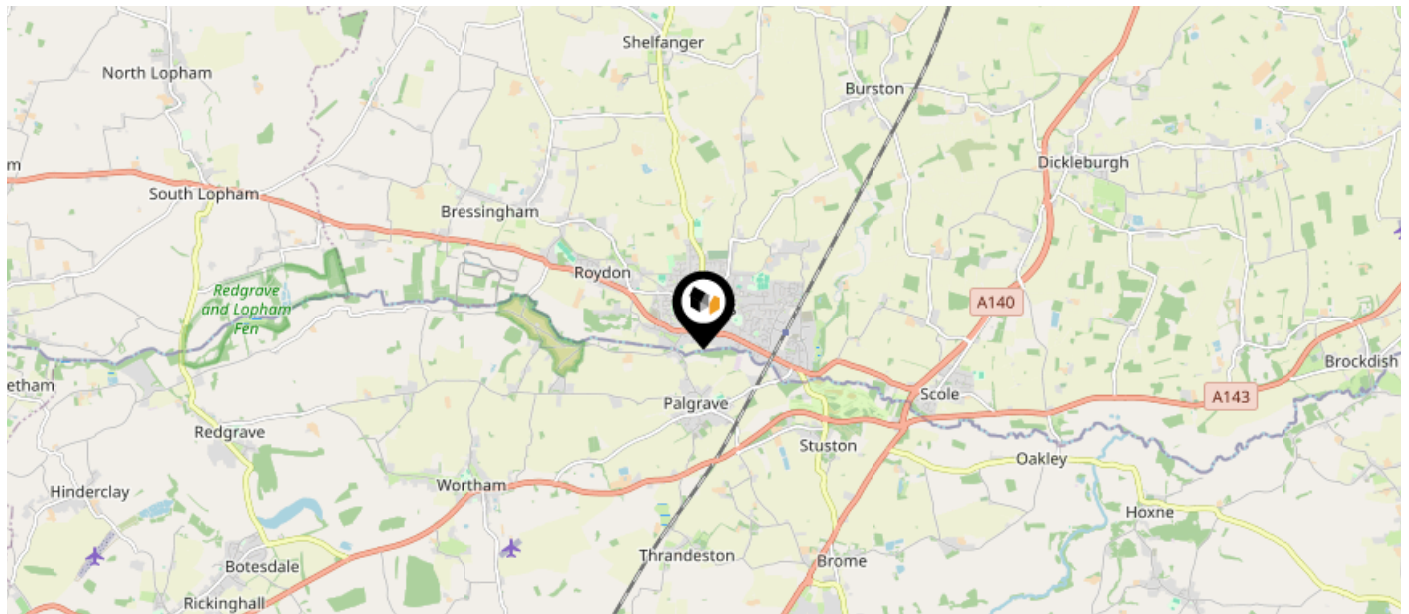 Shelfanger
North Lopham
Burston
m
Dickleburgh
South Lopham
Bressingham
Roydon
Redgrave
and Lopham
Fen
A140
s
etham
Brockdish
Scole
A143
Palgrave
Redgrave
Stuston
Oakley
Wortham
Hinderclay
Hoxne
Thrandeston
Brome
Botesdale
Rickinghall